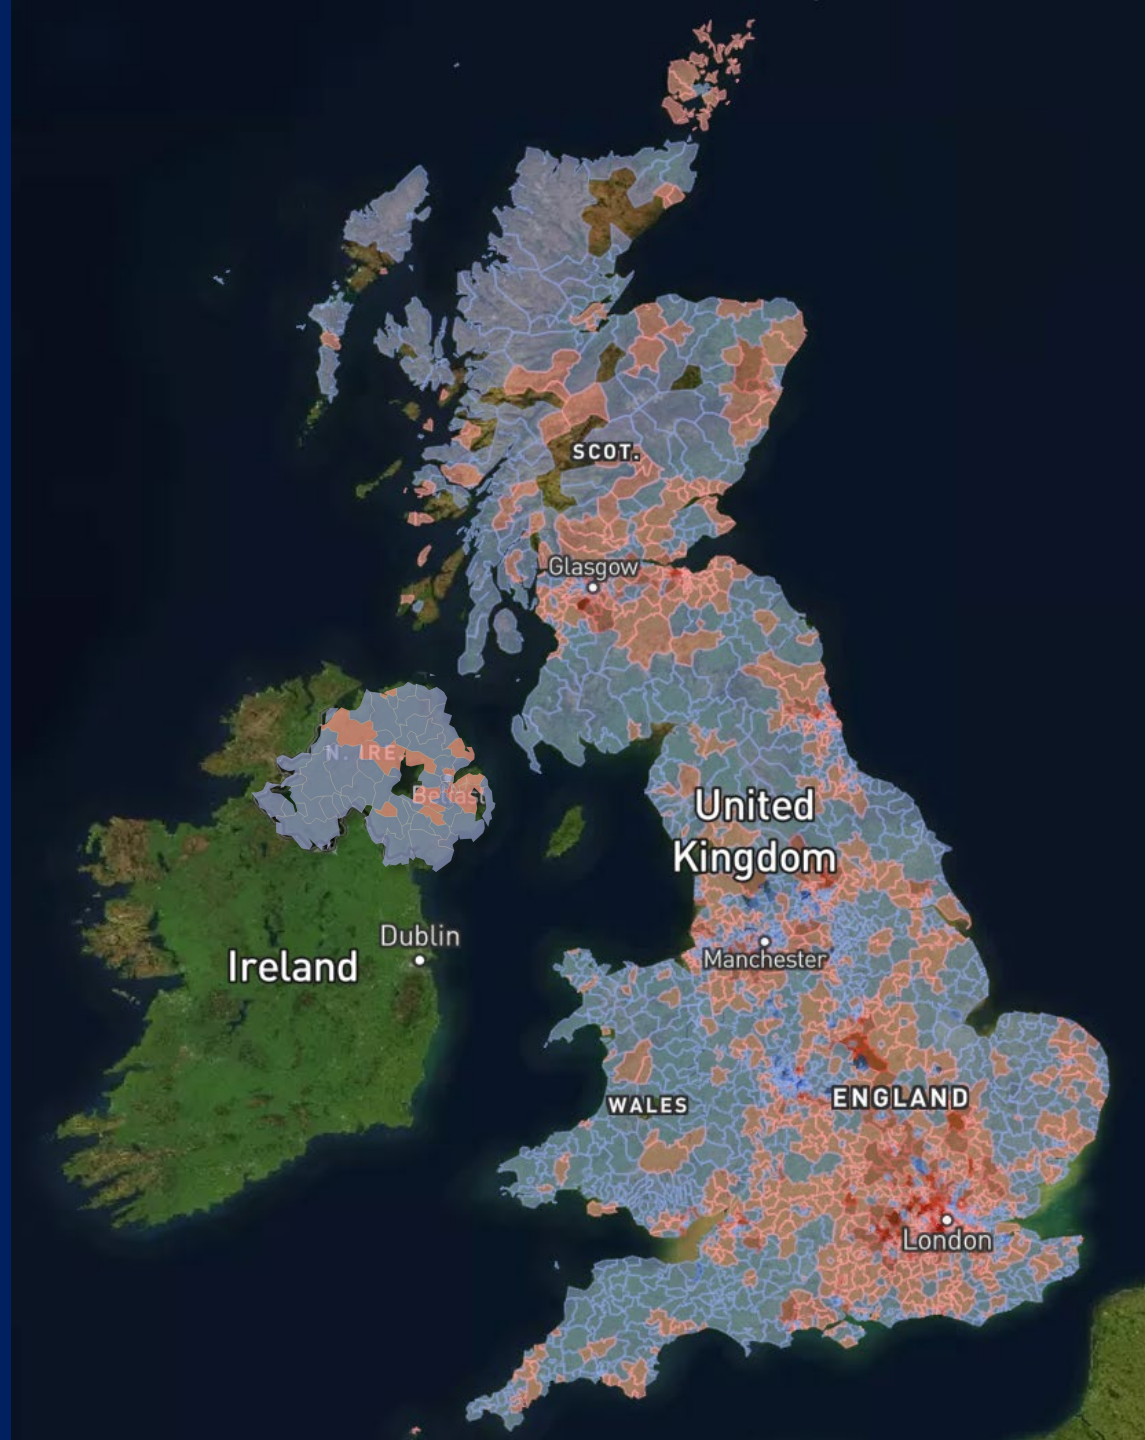 SCOT.
Glasgow
N. IRE.
Belfast
United
Kingdom
Dublin
Ireland
Manchester
ENGLAND
WALES
London